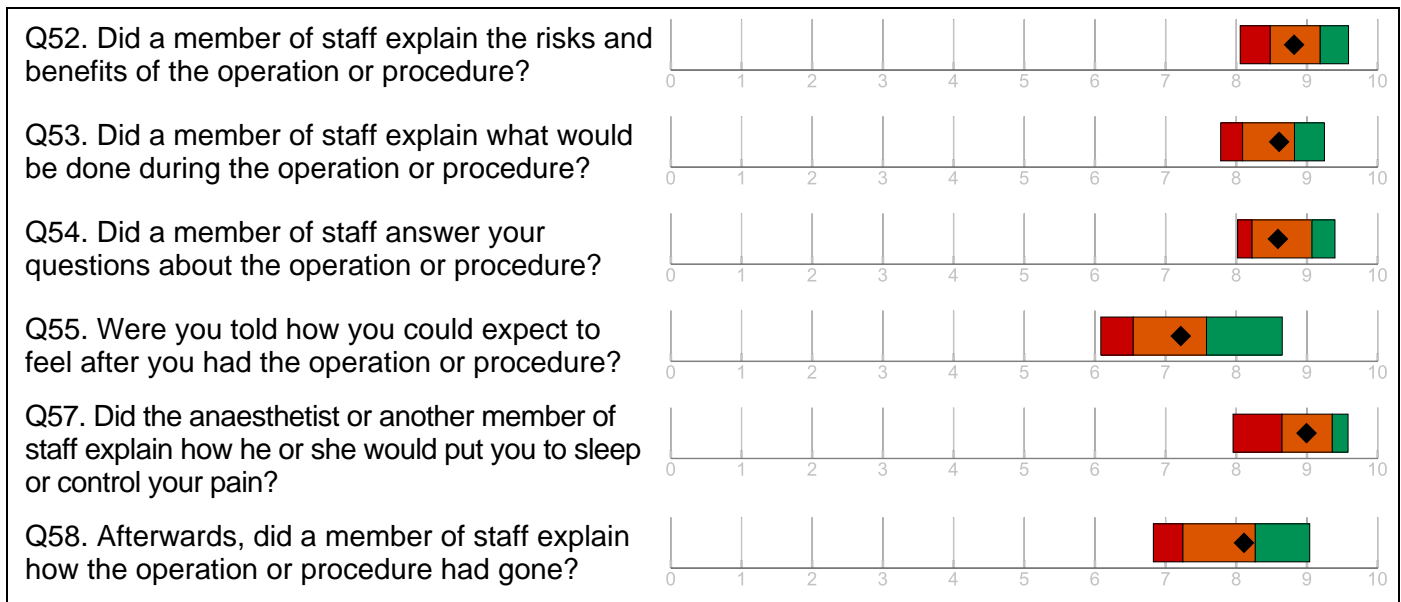 Q52. Did a member of staff explain the risks and
benefits of the operation or procedure?
0 1 2 3 4 5 6 7 8 9 10
Q53. Did a member of staff explain what would
be done during the operation or procedure?
0 1 2 3 4 5 6 7 8 9 10
Q54. Did a member of staff answer your
questions about the operation or procedure?
0 1 2 3 4 5 6 7 8 9 10
Q55. Were you told how you could expect to
feel after you had the operation or procedure?
0 1 2 3 4 5 6 7 8 9 10
Q57. Did the anaesthetist or another member of
staff explain how he or she would put you to sleep
or control your pain?
0 1 2 3 4 5 6 7 8 9 10
Q58. Afterwards, did a member of staff explain
how the operation or procedure had gone?
0 1 2 3 4 5 6 7 8 9 10